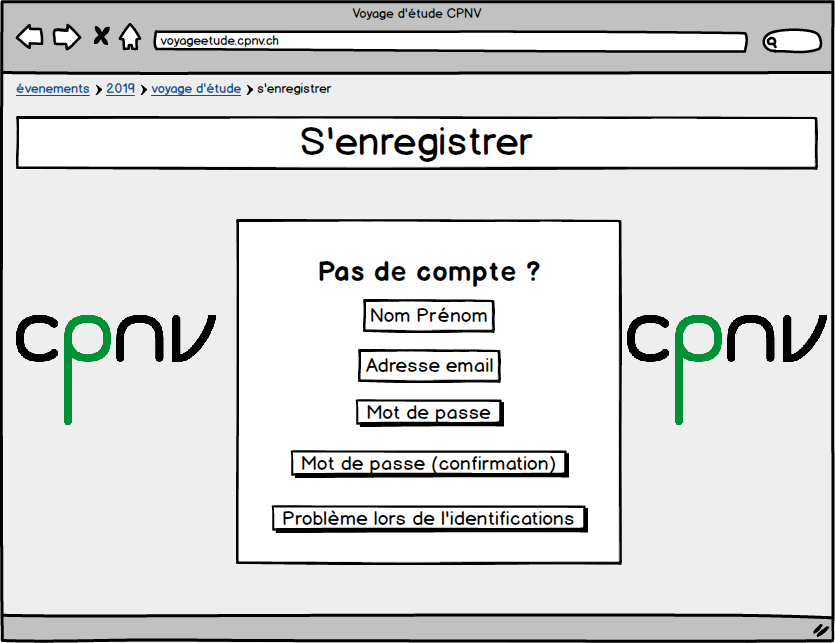 Voyage d'étude CPNV
voyageetude.cpnv.ch
évenements > 2019 > voyage d'étude > s'enregistrer
S'enregistrer
Pas de compte ?
Nom Prénom
cpnv
cpnv
Adresse email
Mot de passe
Mot de passe (confirmation)
Problème lors de l'identifications